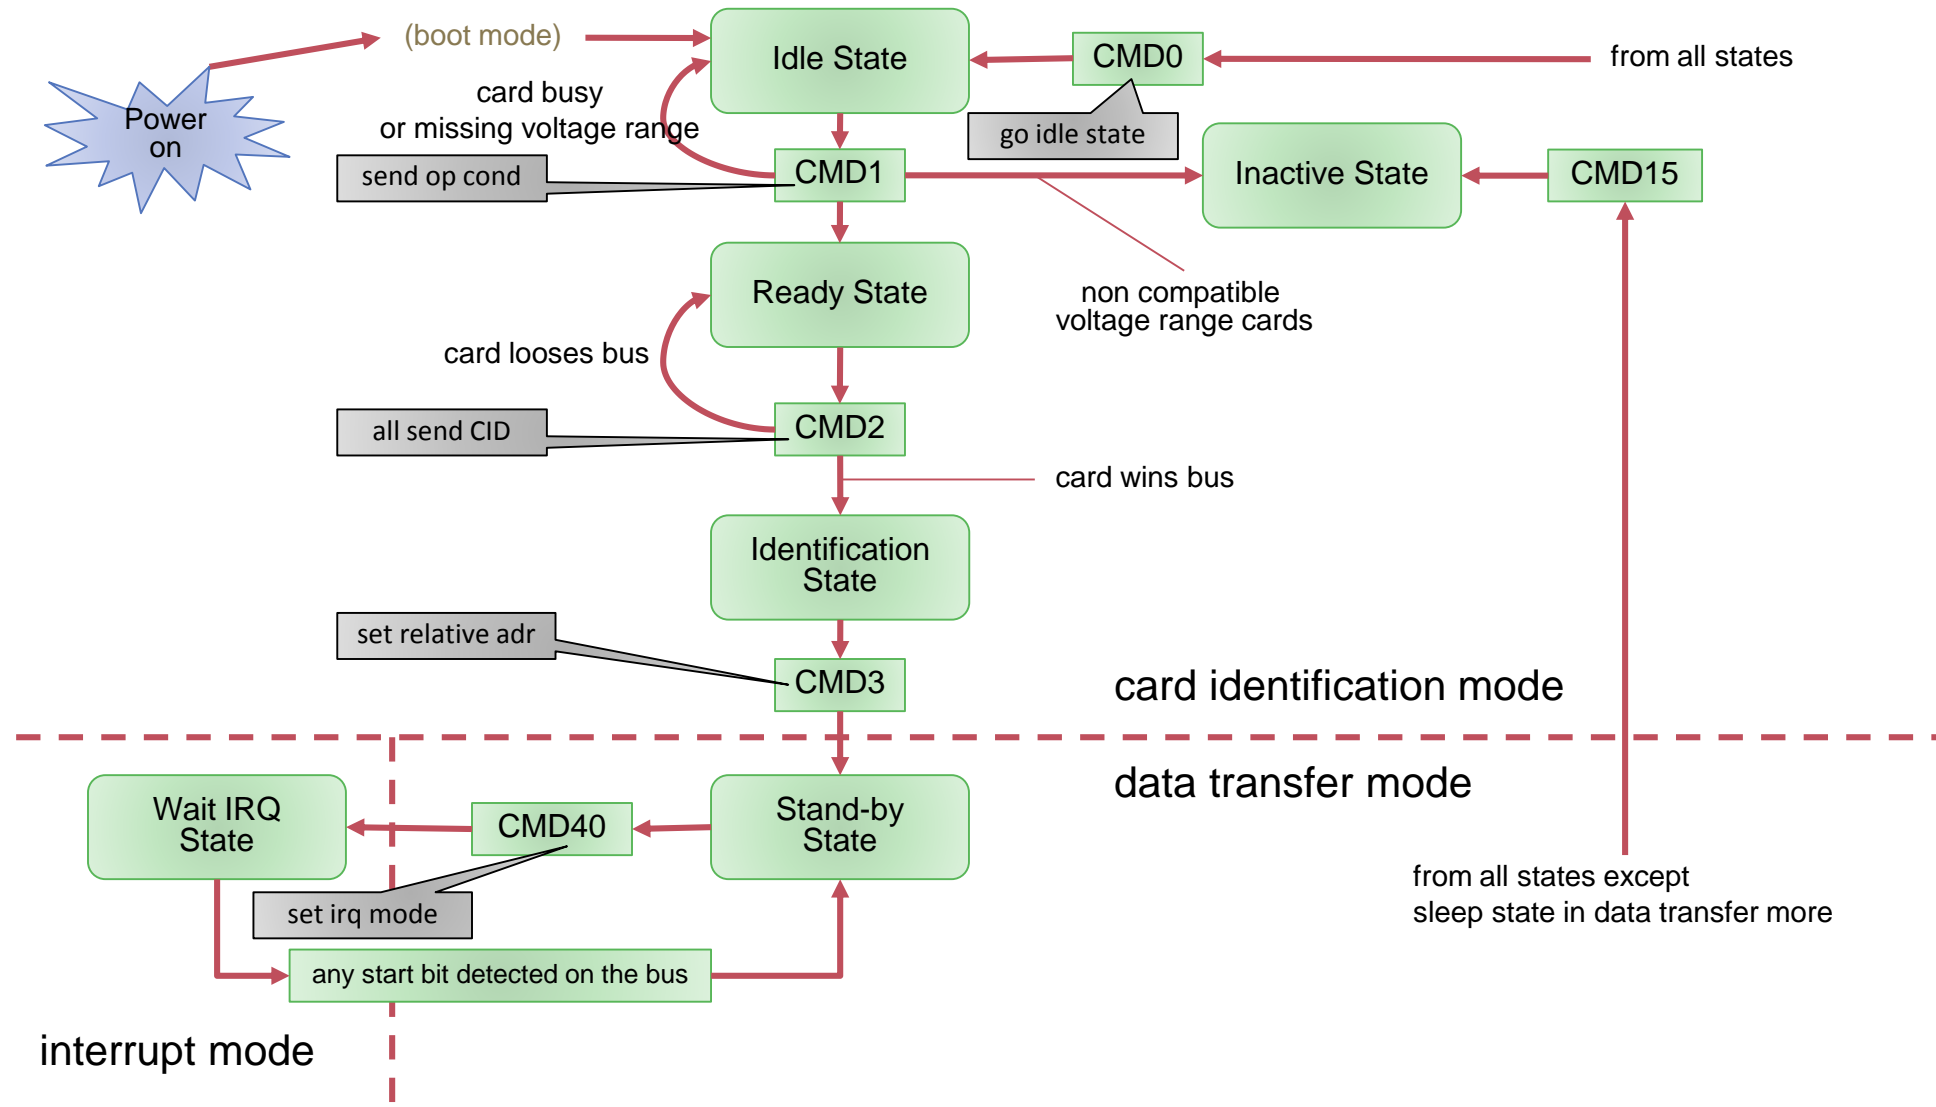 (boot mode)
Idle State
CMD0
from all states
Power
on
card busy
or missing voltage range
go idle state
send op cond
CMD1
Inactive State
CMD15
Ready State
non compatible
voltage range cards
card looses bus
all send CID
CMD2
card wins bus
Identification
State
set relative adr
CMD3
card identification mode
data transfer mode
Wait IRQ
State
CMD40
Stand-by
State
set irq mode
from all states except
sleep state in data transfer more
any start bit detected on the bus
interrupt mode